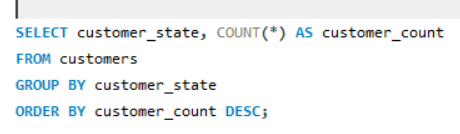 SELECT customer_state, COUNT(*) AS customer_count
FROM customers
GROUP BY customer_state
ORDER BY customer_count DESC;